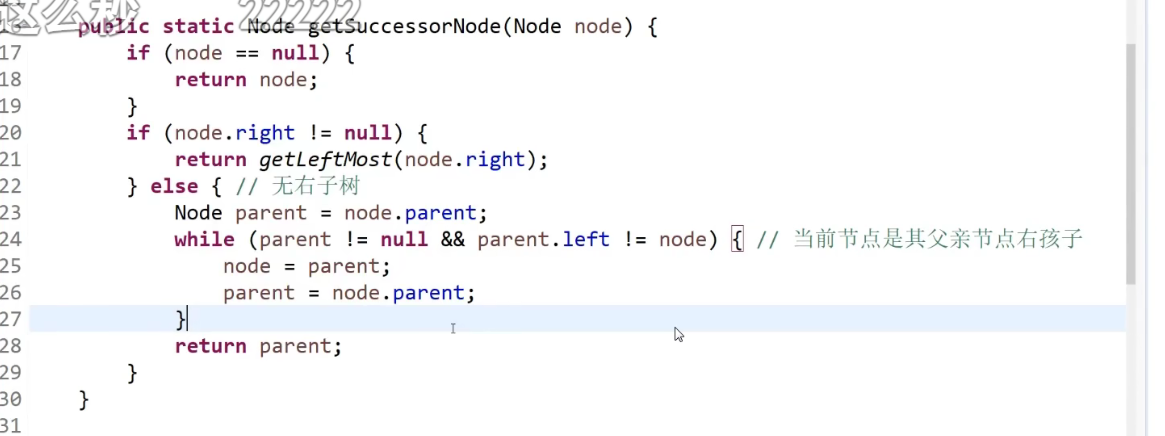 这么秒 22222
public static Node getSuccessorNode(Node node) {
17 if (node == null) {
18 return node;
19 }
20 if (node.right != null) {
21 return getLeftMost(node.right);
22 } else { // 无右子树
23 Node parent = node.parent;
24 while (parent != null && parent.left != node) { // 当前节点是其父亲节点右孩子
25 node = parent;
26 parent = node.parent;
27 }
28 return parent;
29 }
30 }
31